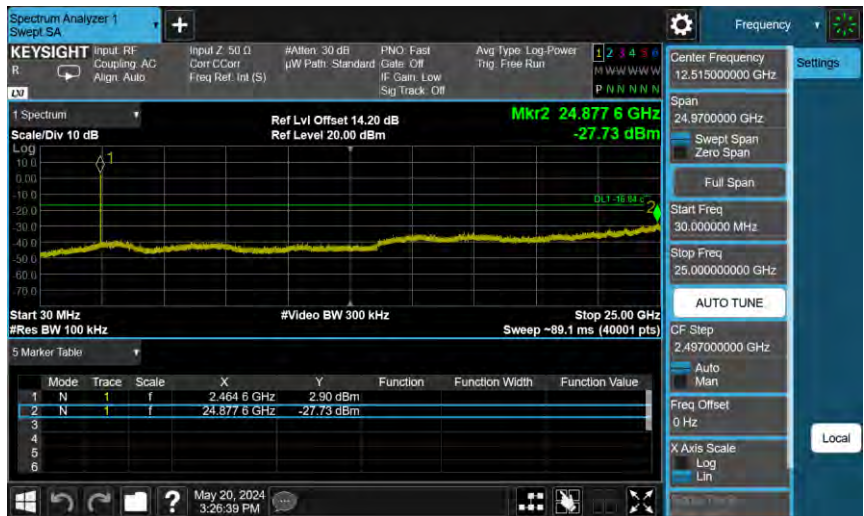 Spectrum Analyzer 1
Swept SA
+
Frequency
KEYSIGHT
R
LXI
Input: RF
Coupling: AC
Align: Auto
Input Z: 50 Ω
Corr CCorr
Freq Ref: Int (S)
#Atten: 30 dB
µW Path: Standard
PNO: Fast
Gate: Off
IF Gain: Low
Sig Track: Off
Avg Type: Log-Power
Trig: Free Run
1 2 3 4 5 6
M W W W W W
P N N N N N
1 Spectrum
Scale/Div 10 dB
Ref Lvl Offset 14.20 dB
Ref Level 20.00 dBm
Mkr2 24.877 6 GHz
-27.73 dBm
Log
10.0
0.00
-10.0
-20.0
-30.0
-40.0
-50.0
-60.0
-70.0
1
2
Start 30 MHz
#Res BW 100 kHz
#Video BW 300 kHz
Stop 25.00 GHz
Sweep ~89.1 ms (40001 pts)
5 Marker Table
Mode Trace Scale X Y Function Function Width Function Value
1 N 1 f 2.464 6 GHz 2.90 dBm
2 N 1 f 24.877 6 GHz -27.73 dBm
3
4
5
6
May 20, 2024
3:26:39 PM
?
Center Frequency
12.515000000 GHz
Settings
Span
24.9700000 GHz
Swept Span
Zero Span
Full Span
Start Freq
30.000000 MHz
Stop Freq
25.000000000 GHz
AUTO TUNE
CF Step
2.497000000 GHz
Auto
Man
Freq Offset
0 Hz
X Axis Scale
Log
Lin
Local